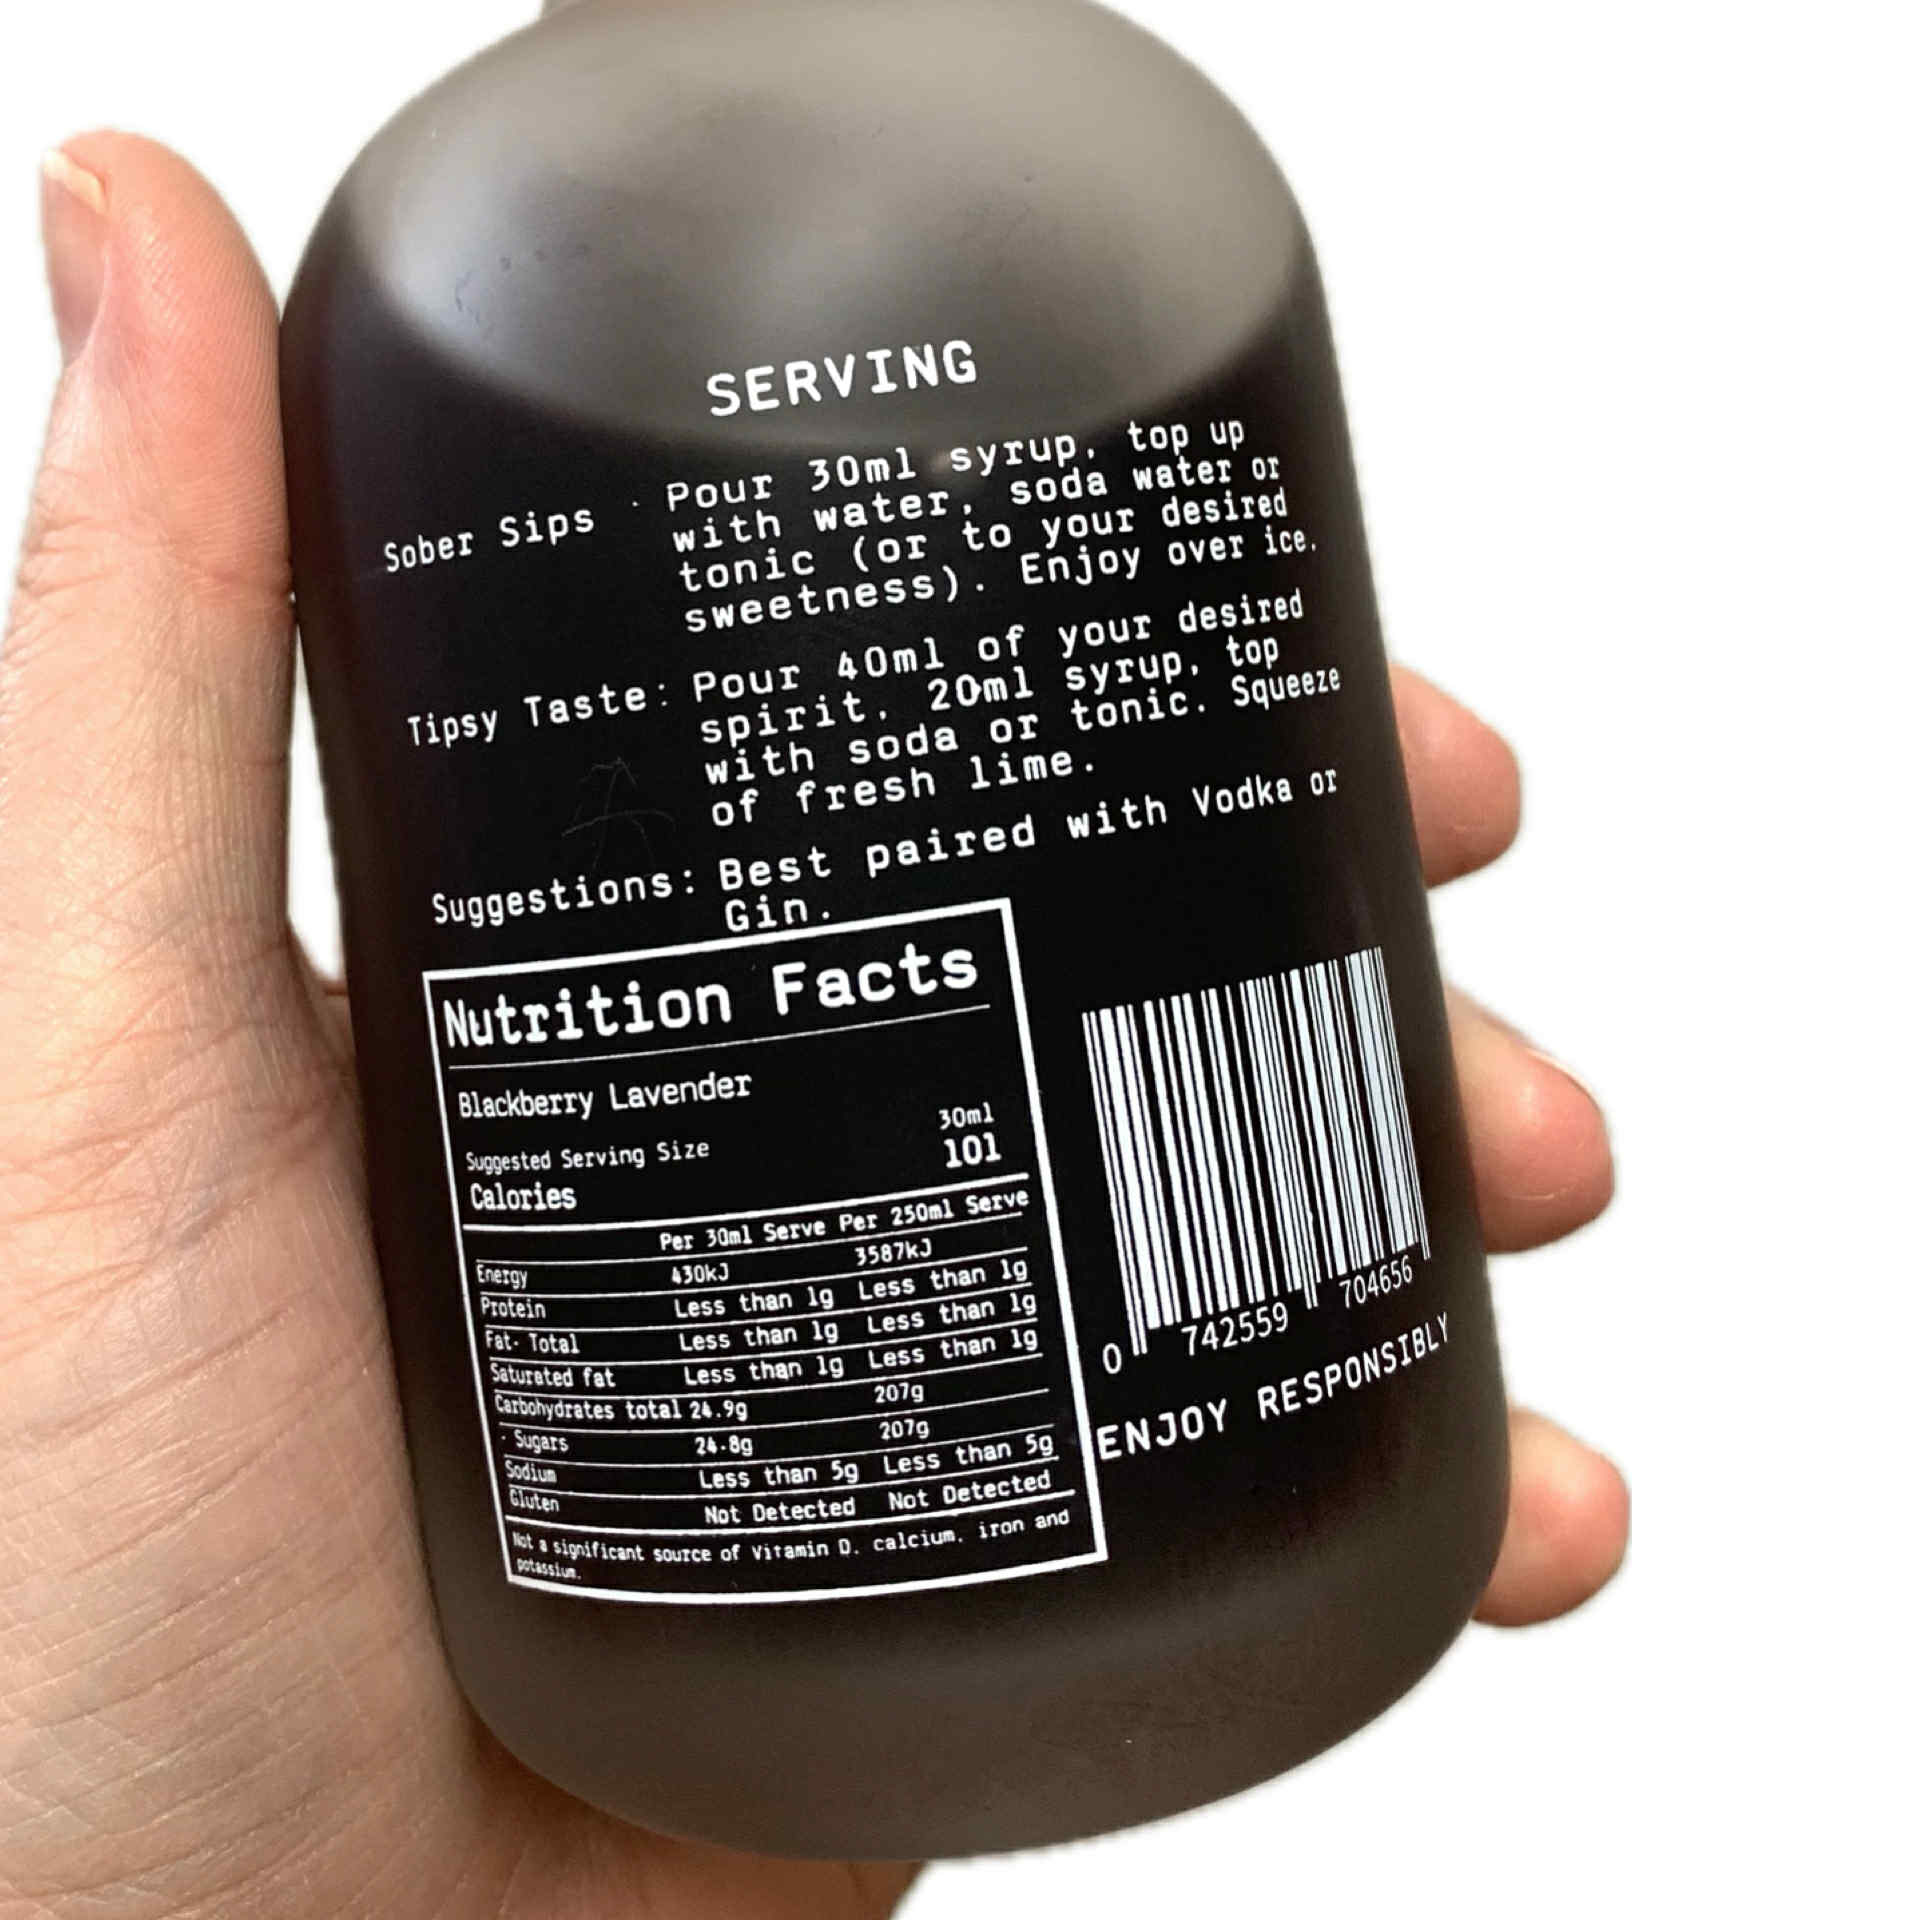 SERVING
Sober Sips · Pour 30ml syrup, top up
with water, soda water or
tonic (or to your desired
sweetness). Enjoy over ice.
Tipsy Taste: Pour 40ml of your desired
spirit, 20ml syrup, top
with soda or tonic. Squeeze
of fresh lime.
Suggestions: Best paired with Vodka or
Gin.
Nutrition Facts
Blackberry Lavender
Suggested Serving Size 30ml
Calories 101
Per 30ml Serve Per 250ml Serve
Energy 430kJ 3587kJ
Protein Less than 1g Less than 1g
Fat- Total Less than 1g Less than 1g
Saturated fat Less than 1g Less than 1g
Carbohydrates total 24.9g 207g
- Sugars 24.8g 207g
Sodium Less than 5g Less than 5g
Gluten Not Detected Not Detected
Not a significant source of Vitamin D, calcium, iron and
potassium.
0 742559 704656
ENJOY RESPONSIBLY